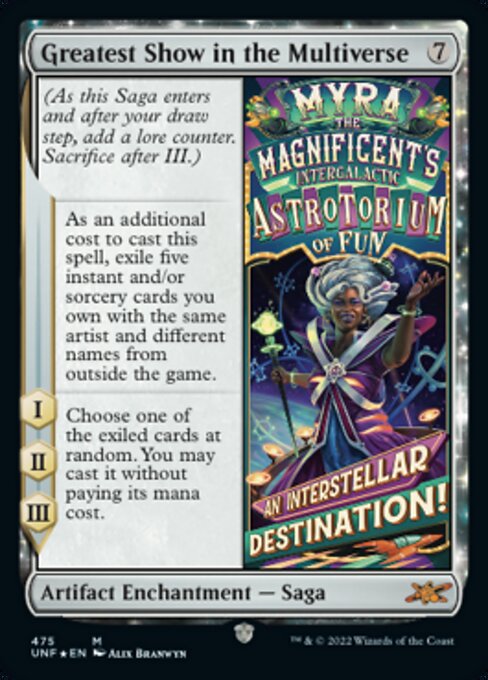 Greatest Show in the Multiverse 7
(As this Saga enters
and after your draw
step, add a lore counter.
Sacrifice after III.)
As an additional
cost to cast this
spell, exile five
instant and/or
sorcery cards you
own with the same
artist and different
names from
outside the game.
I
II
III
Choose one of
the exiled cards at
random. You may
cast it without
paying its mana
cost.
MYRA
THE
MAGNIFICENT'S
INTERGALACTIC
ASTROTORIUM
OF FUN
AN INTERSTELLAR
DESTINATION!
Artifact Enchantment — Saga
475 M
UNF★EN Alix Branwyn
™ & © 2022 Wizards of the Coast